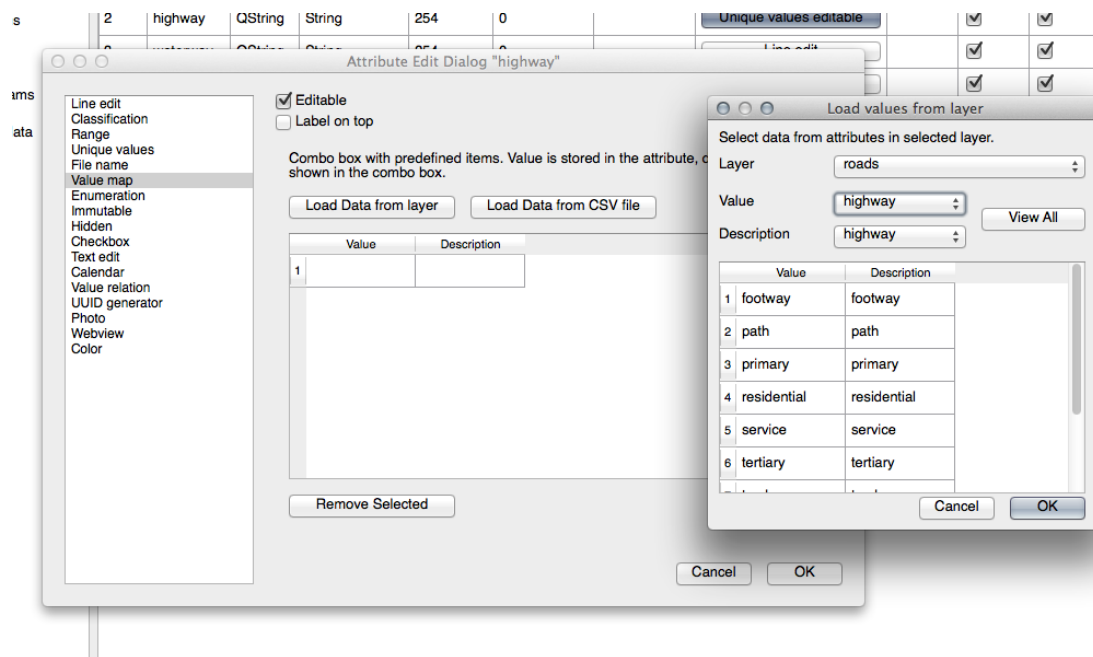 s
2 highway QString String 254 0 Unique values editable
Attribute Edit Dialog "highway"
ata
Line edit
Classification
Range
Unique values
File name
Value map
Enumeration
Immutable
Hidden
Checkbox
Text edit
Calendar
Value relation
UUID generator
Photo
Webview
Color
Editable
Label on top
Combo box with predefined items. Value is stored in the attribute,
shown in the combo box.
Load Data from layer Load Data from CSV file
Value Description
1
Remove Selected
Cancel OK
Load values from layer
Select data from attributes in selected layer.
Layer roads
Value highway
View All
Description highway
Value Description
1 footway footway
2 path path
3 primary primary
4 residential residential
5 service service
6 tertiary tertiary
Cancel OK